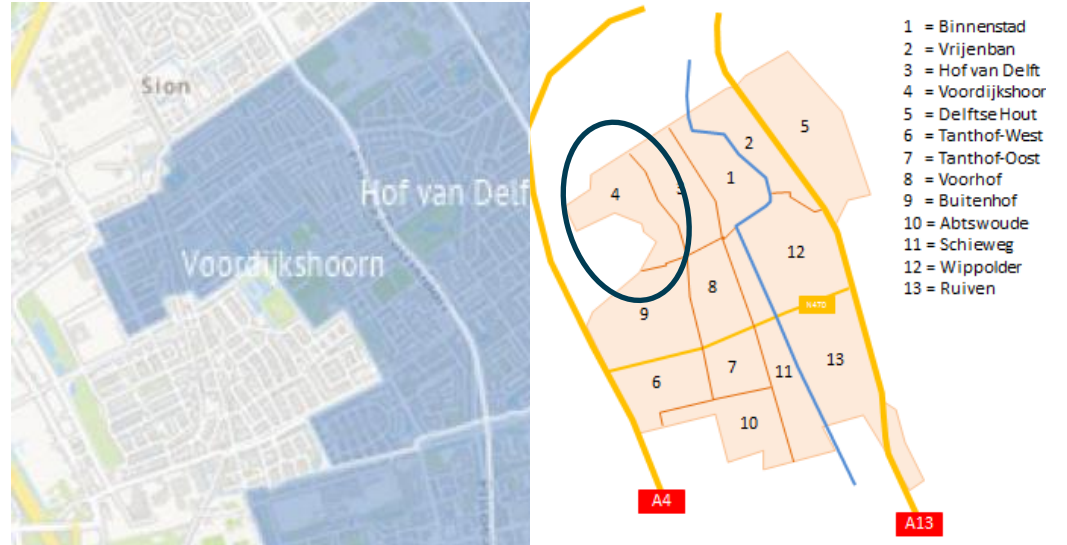 Sion
Hof van Delf
Voordijkshoorn
1 = Binnenstad
2 = Vrijenban
3 = Hof van Delft
4 = Voordijkshoor
5 = Delftse Hout
6 = Tanthof-West
7 = Tanthof-Oost
8 = Voorhof
9 = Buitenhof
10 = Abtswoude
11 = Schieweg
12 = Wippolder
13 = Ruiven
5
2
1
3
4
12
8
N470
9
13
7
11
6
10
A4
A13